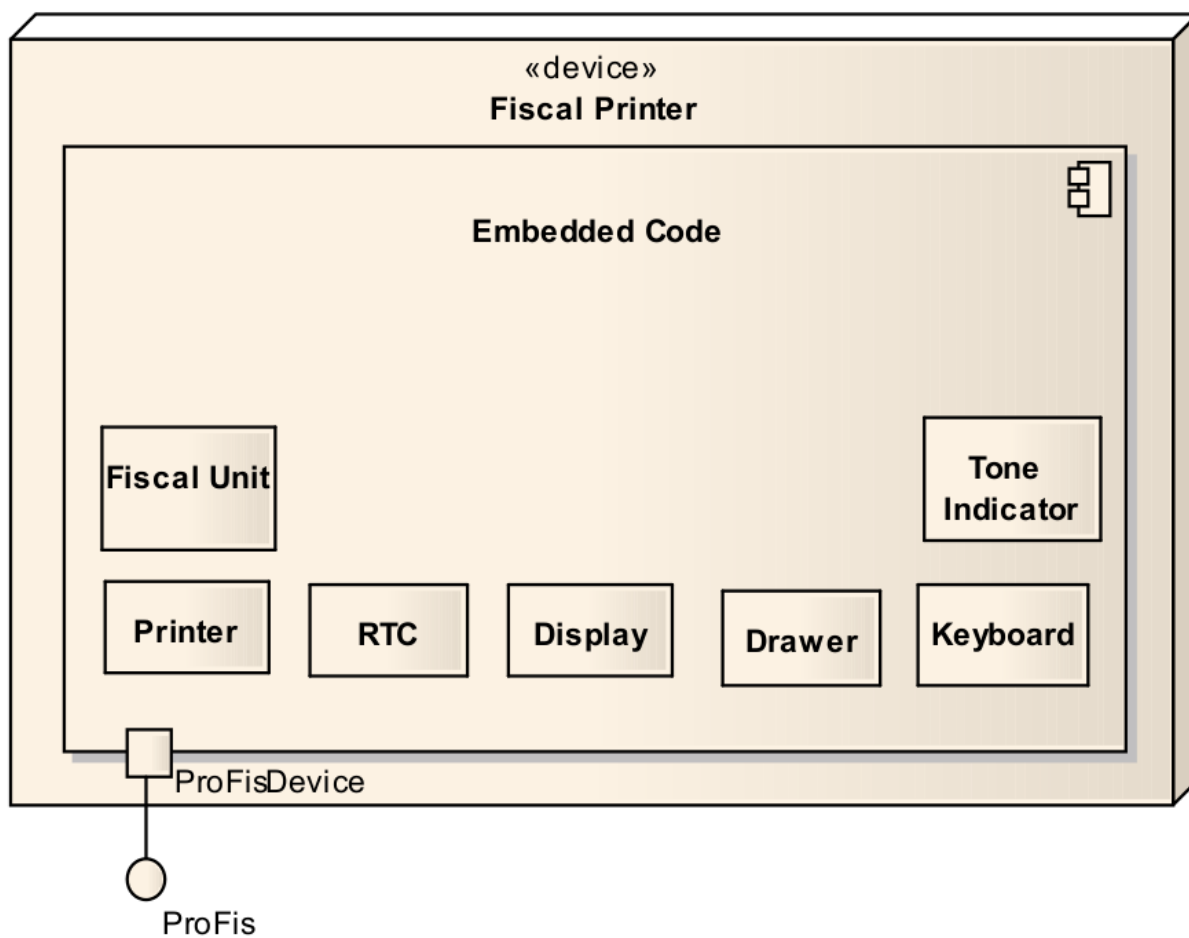 «device»
Fiscal Printer
Embedded Code
Fiscal Unit
Tone
Indicator
Printer
RTC
Display
Drawer
Keyboard
ProFisDevice
ProFis